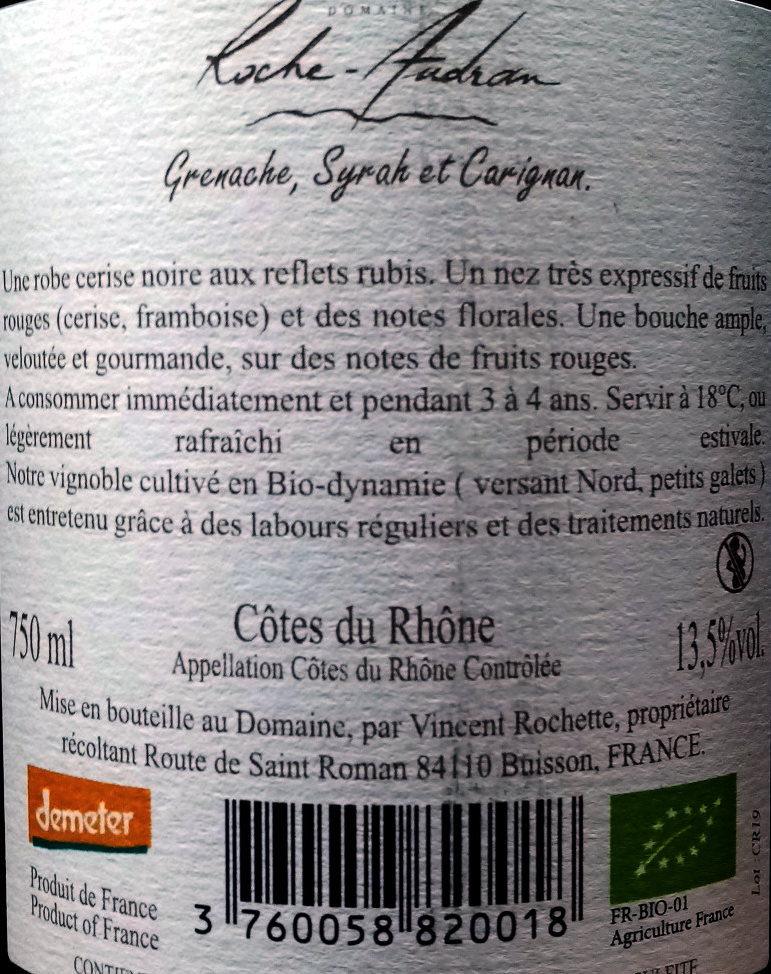 DOMAINE
Roche-Audran
Grenache, Syrah et Carignan.
Une robe cerise noire aux reflets rubis. Un nez très expressif de fruits
rouges (cerise, framboise) et des notes florales. Une bouche ample,
veloutée et gourmande, sur des notes de fruits rouges.
A consommer immédiatement et pendant 3 à 4 ans. Servir à 18°C, ou
légèrement rafraîchi en période estivale.
Notre vignoble cultivé en Bio-dynamie ( versant Nord, petits galets )
est entretenu grâce à des labours réguliers et des traitements naturels.
750 ml
Côtes du Rhône
13,5%vol.
Appellation Côtes du Rhône Contrôlée
Mise en bouteille au Domaine, par Vincent Rochette, propriétaire
récoltant Route de Saint Roman 84110 Buisson, FRANCE.
demeter
Produit de France
Product of France
3 760058 820018
FR-BIO-01
Agriculture France
Lot CR19